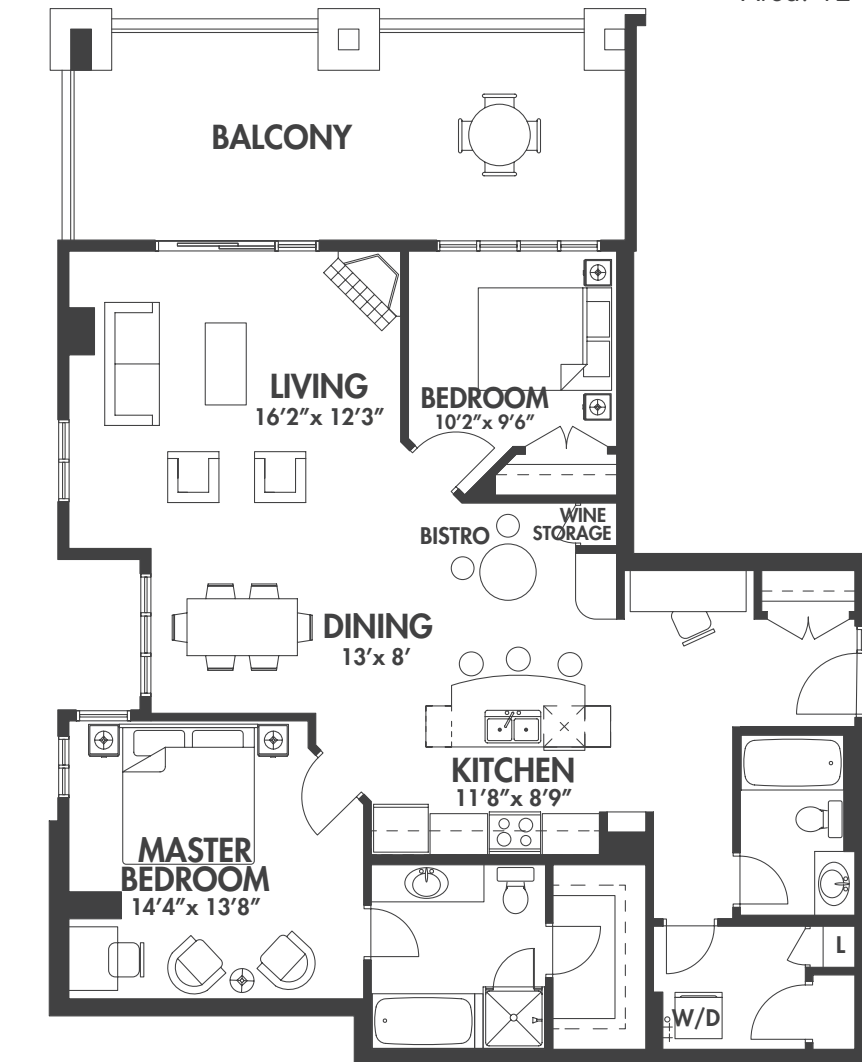 BALCONY
LIVING
16'2"x 12'3"
BEDROOM
10'2"x 9'6"
WINE
STORAGE
BISTRO
DINING
13'x 8'
KITCHEN
11'8"x 8'9"
MASTER
BEDROOM
14'4"x 13'8"
L
W/D